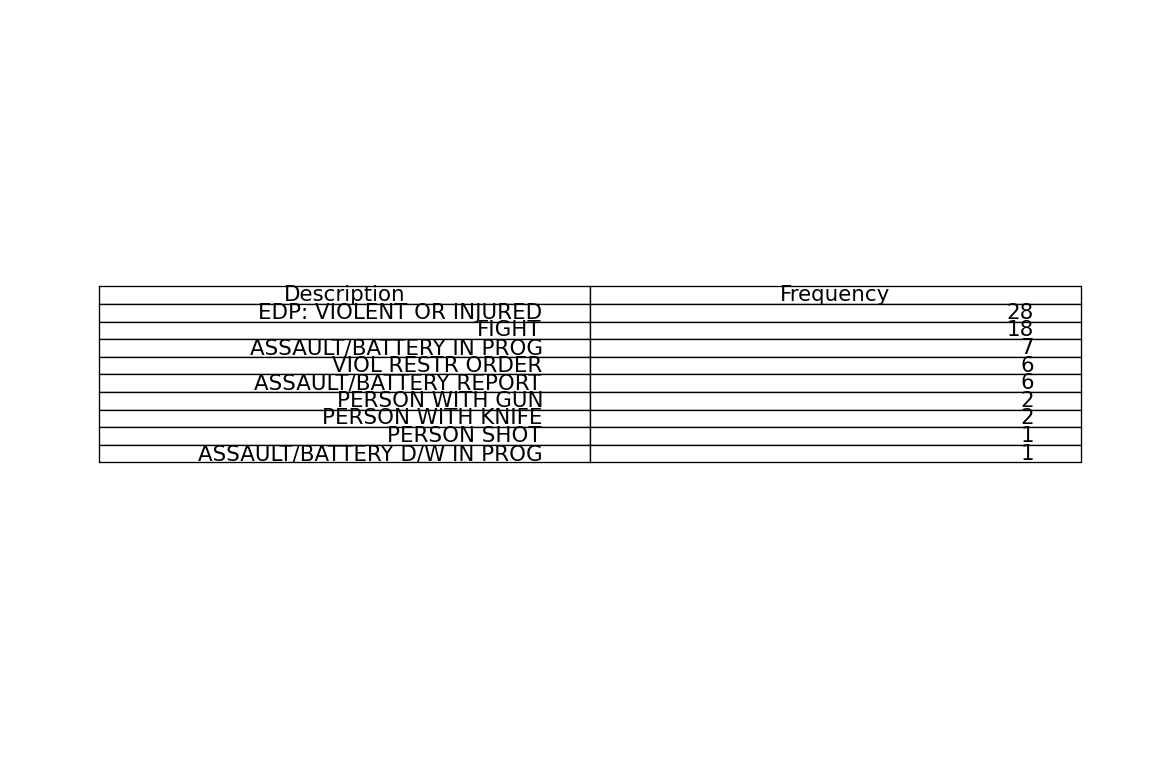 Description Frequency
EDP: VIOLENT OR INJURED 28
FIGHT 18
ASSAULT/BATTERY IN PROG 7
VIOL RESTR ORDER 6
ASSAULT/BATTERY REPORT 6
PERSON WITH GUN 2
PERSON WITH KNIFE 2
PERSON SHOT 1
ASSAULT/BATTERY D/W IN PROG 1